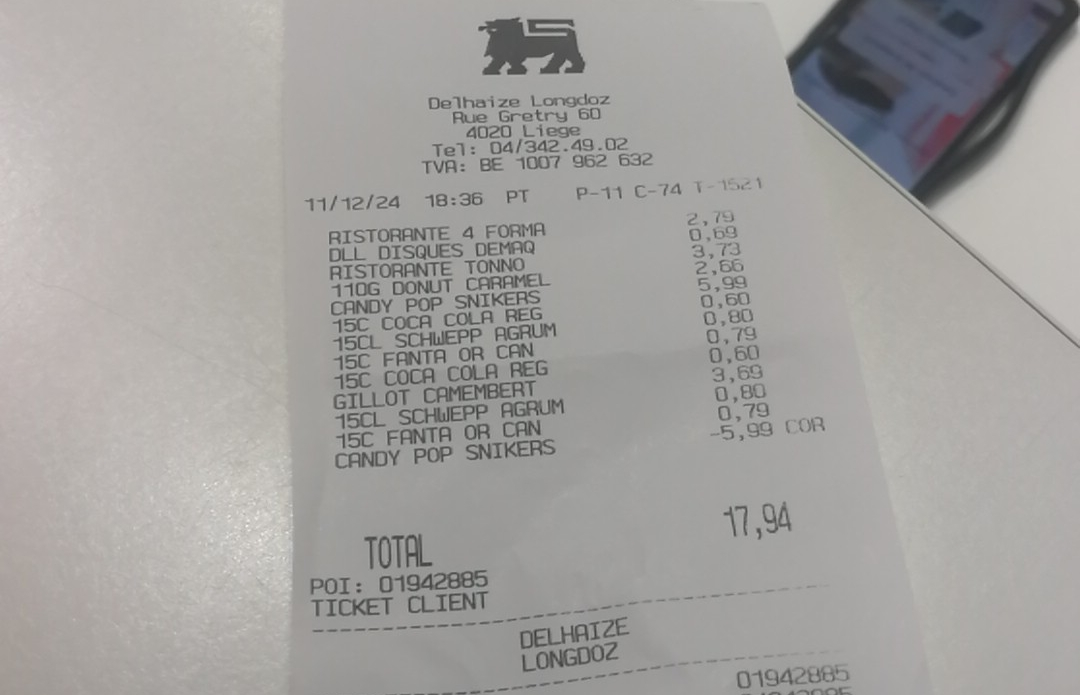 Delhaize Longdoz
Rue Gretry 60
4020 Liege
Tel: 04/342.49.02
TVA: BE 1007 962 632
11/12/24 18:36 PT P-11 C-74 T-1521
RISTORANTE 4 FORMA 2,79
DLL DISQUES DEMAQ 0,69
RISTORANTE TONNO 3,73
110G DONUT CARAMEL 2,66
CANDY POP SNIKERS 5,99
15C COCA COLA REG 0,60
15CL SCHWEPP AGRUM 0,80
15C FANTA OR CAN 0,79
15C COCA COLA REG 0,60
GILLOT CAMEMBERT 3,69
15CL SCHWEPP AGRUM 0,80
15C FANTA OR CAN 0,79
CANDY POP SNIKERS -5,99 COR
TOTAL 17,94
POI: 01942885
TICKET CLIENT
DELHAIZE
LONGDOZ
01942885